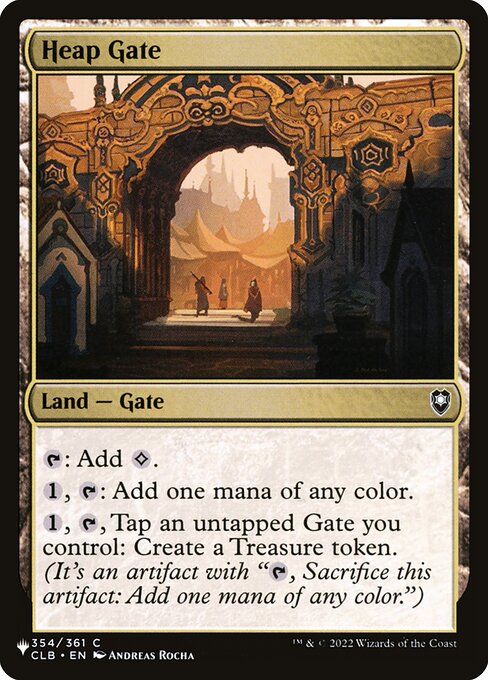 Heap Gate
Land — Gate
: Add .
1, : Add one mana of any color.
1, , Tap an untapped Gate you
control: Create a Treasure token.
(It's an artifact with “, Sacrifice this
artifact: Add one mana of any color.”)
354/361 C
CLB • EN Andreas Rocha
™ & © 2022 Wizards of the Coast